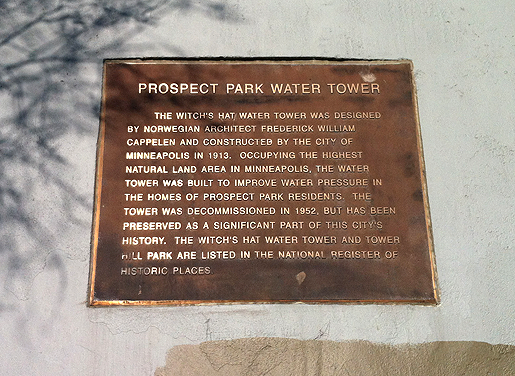 PROSPECT PARK WATER TOWER
THE WITCH'S HAT WATER TOWER WAS DESIGNED
BY NORWEGIAN ARCHITECT FREDERICK WILLIAM
CAPPELEN AND CONSTRUCTED BY THE CITY OF
MINNEAPOLIS IN 1913. OCCUPYING THE HIGHEST
NATURAL LAND AREA IN MINNEAPOLIS, THE WATER
TOWER WAS BUILT TO IMPROVE WATER PRESSURE IN
THE HOMES OF PROSPECT PARK RESIDENTS. THE
TOWER WAS DECOMMISSIONED IN 1952, BUT HAS BEEN
PRESERVED AS A SIGNIFICANT PART OF THIS CITY'S
HISTORY. THE WITCH'S HAT WATER TOWER AND TOWER
HILL PARK ARE LISTED IN THE NATIONAL REGISTER OF
HISTORIC PLACES